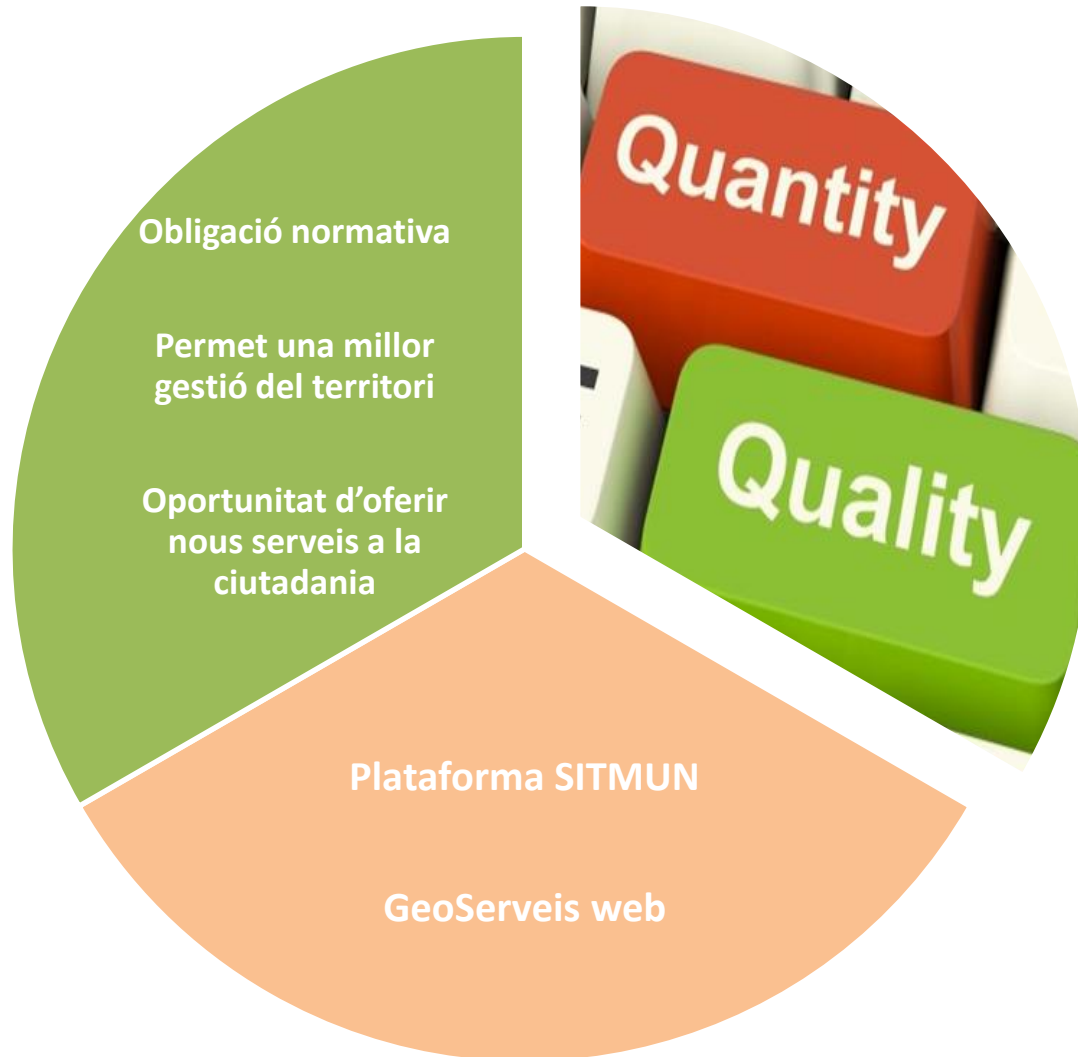 Obligació normativa
Permet una millor
gestió del territori
Oportunitat d’oferir
nous serveis a la
ciutadania
Quantity
Quality
Plataforma SITMUN
GeoServeis web